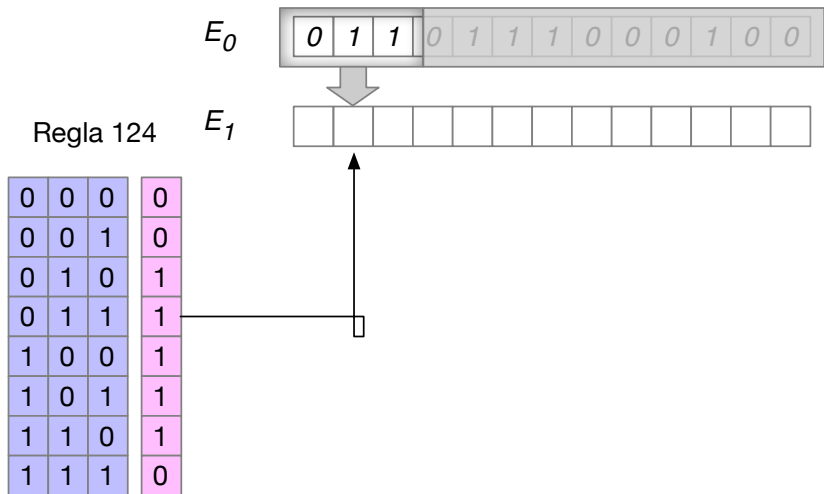 E0 0 1 1 0 1 1 1 0 0 0 1 0 0
E1
Regla 124
0 0 0 0
0 0 1 0
0 1 0 1
0 1 1 1
1 0 0 1
1 0 1 1
1 1 0 1
1 1 1 0